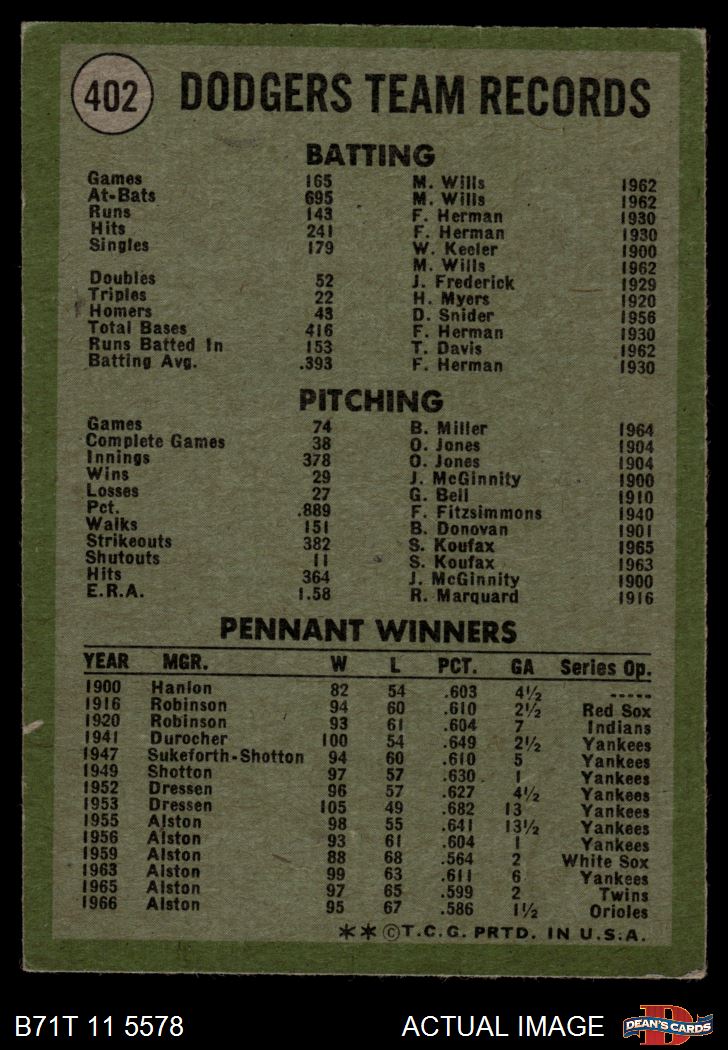 402 DODGERS TEAM RECORDS
BATTING
Games 165 M. Wills 1962
At-Bats 695 M. Wills 1962
Runs 143 F. Herman 1930
Hits 241 F. Herman 1930
Singles 179 W. Keeler 1900
M. Wills 1962
Doubles 52 J. Frederick 1929
Triples 22 H. Myers 1920
Homers 43 D. Snider 1956
Total Bases 416 F. Herman 1930
Runs Batted In 153 T. Davis 1962
Batting Avg. .393 F. Herman 1930
PITCHING
Games 74 B. Miller 1964
Complete Games 38 O. Jones 1904
Innings 378 O. Jones 1904
Wins 29 J. McGinnity 1900
Losses 27 G. Bell 1910
Pct. .889 F. Fitzsimmons 1940
Walks 151 B. Donovan 1901
Strikeouts 382 S. Koufax 1965
Shutouts 11 S. Koufax 1963
Hits 364 J. McGinnity 1900
E.R.A. 1.58 R. Marquard 1916
PENNANT WINNERS
YEAR MGR. W L PCT. GA Series Op.
1900 Hanlon 82 54 .603 4½ -----
1916 Robinson 94 60 .610 2½ Red Sox
1920 Robinson 93 61 .604 7 Indians
1941 Durocher 100 54 .649 2½ Yankees
1947 Sukeforth-Shotton 94 60 .610 5 Yankees
1949 Shotton 97 57 .630 1 Yankees
1952 Dressen 96 57 .627 4½ Yankees
1953 Dressen 105 49 .682 13 Yankees
1955 Alston 98 55 .641 13½ Yankees
1956 Alston 93 61 .604 1 Yankees
1959 Alston 88 68 .564 2 White Sox
1963 Alston 99 63 .611 6 Yankees
1965 Alston 97 65 .599 2 Twins
1966 Alston 95 67 .586 1½ Orioles
**©T.C.G. PRTD. IN U.S.A.
B71T 11 5578 ACTUAL IMAGE D DEAN'S CARDS